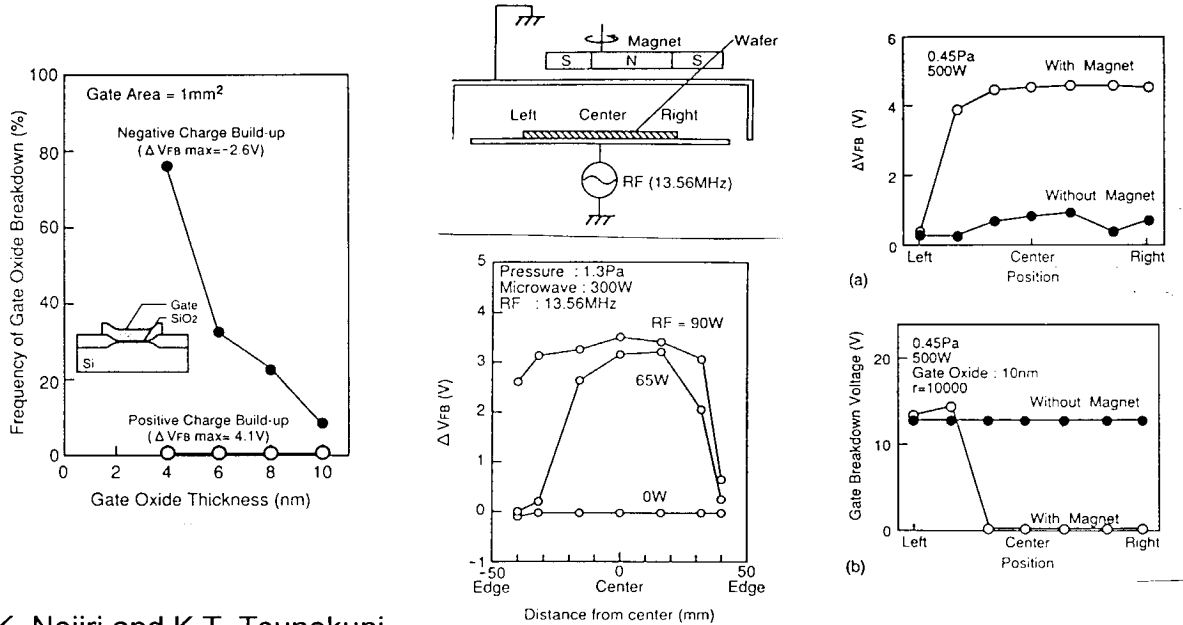 100
80
60
40
20
0
Frequency of Gate Oxide Breakdown (%)
Gate Area = 1mm²
Negative Charge Build-up
(ΔVFB max=-2.6V)
Gate
SiO2
Si
Positive Charge Build-up
(ΔVFB max= 4.1V)
0 2 4 6 8 10
Gate Oxide Thickness (nm)
Magnet
Wafer
S N S
Left Center Right
RF (13.56MHz)
5
4
3
2
1
0
-1
ΔVFB (V)
Pressure : 1.3Pa
Microwave : 300W
RF : 13.56MHz
RF = 90W
65W
0W
-50 0 50
Edge Center Edge
Distance from center (mm)
6
4
2
0
ΔVFB (V)
0.45Pa
500W
With Magnet
Without Magnet
Left Center Right
Position
(a)
20
10
0
Gate Breakdown Voltage (V)
0.45Pa
500W
Gate Oxide : 10nm
r=10000
Without Magnet
With Magnet
Left Center Right
Position
(b)